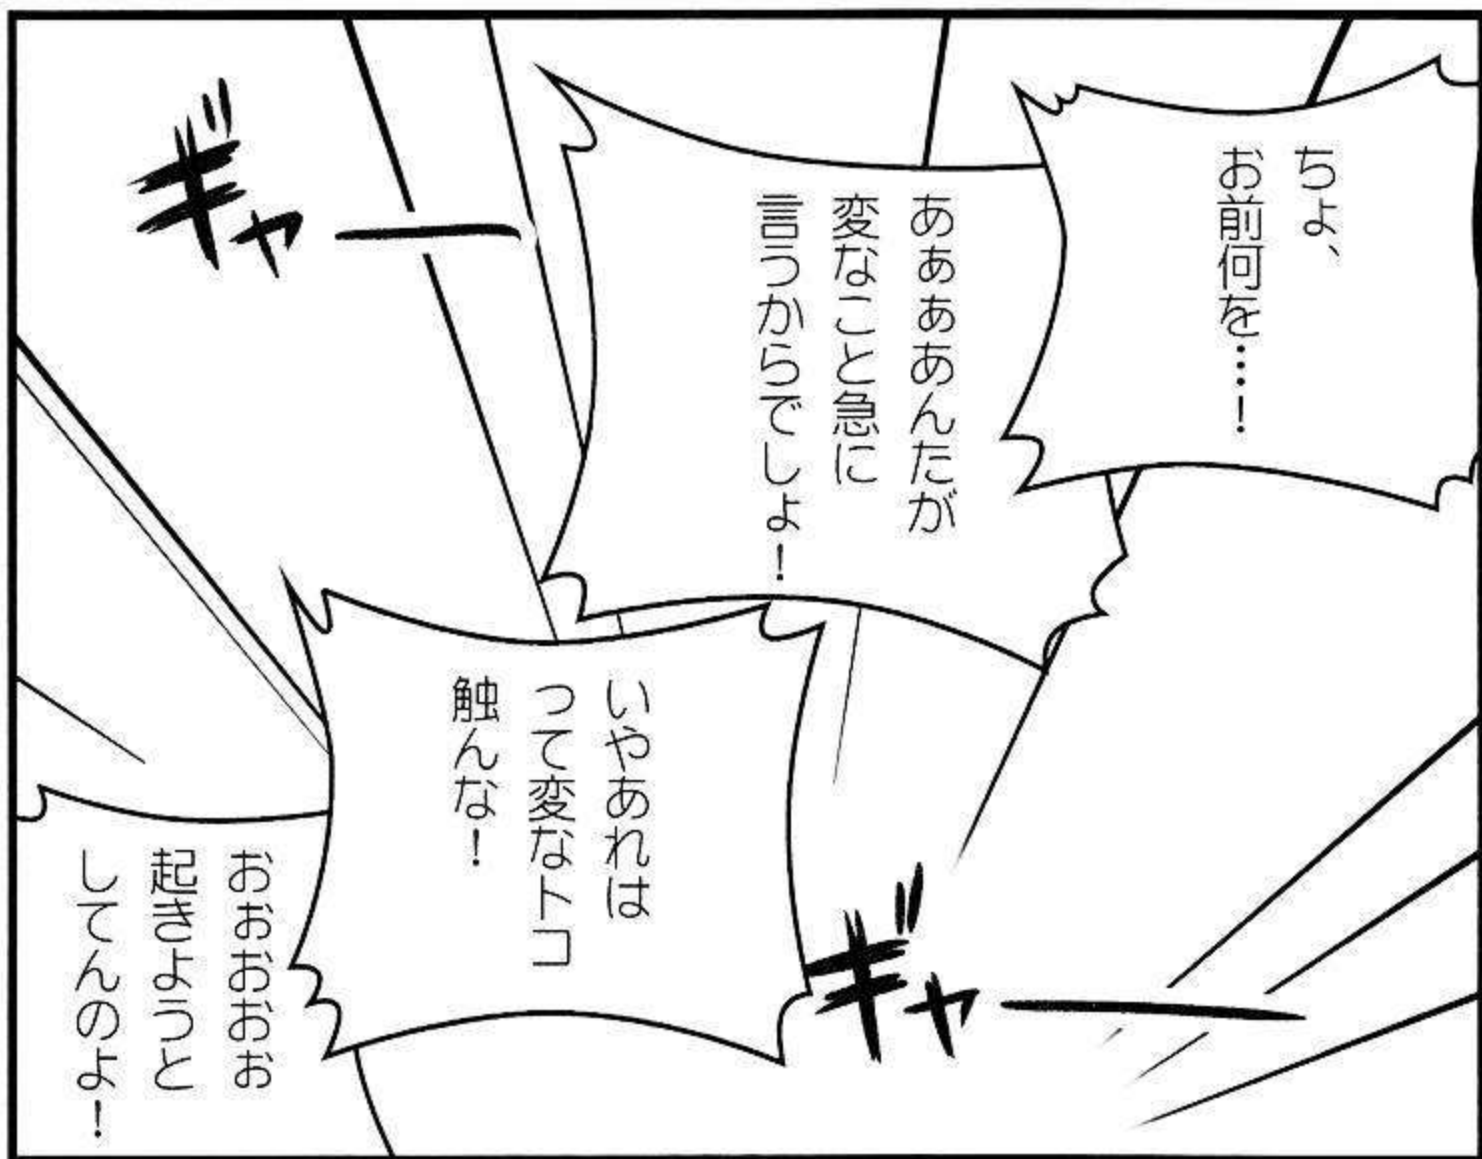 ちょ、
お前何を…！
あぁぁあんたが
変なこと急に
言うからでしょ！
ギャー
いやあれは
って変なトコ
触んな！
ギャー
おぉおおぉ
起きようと
してんのよ！